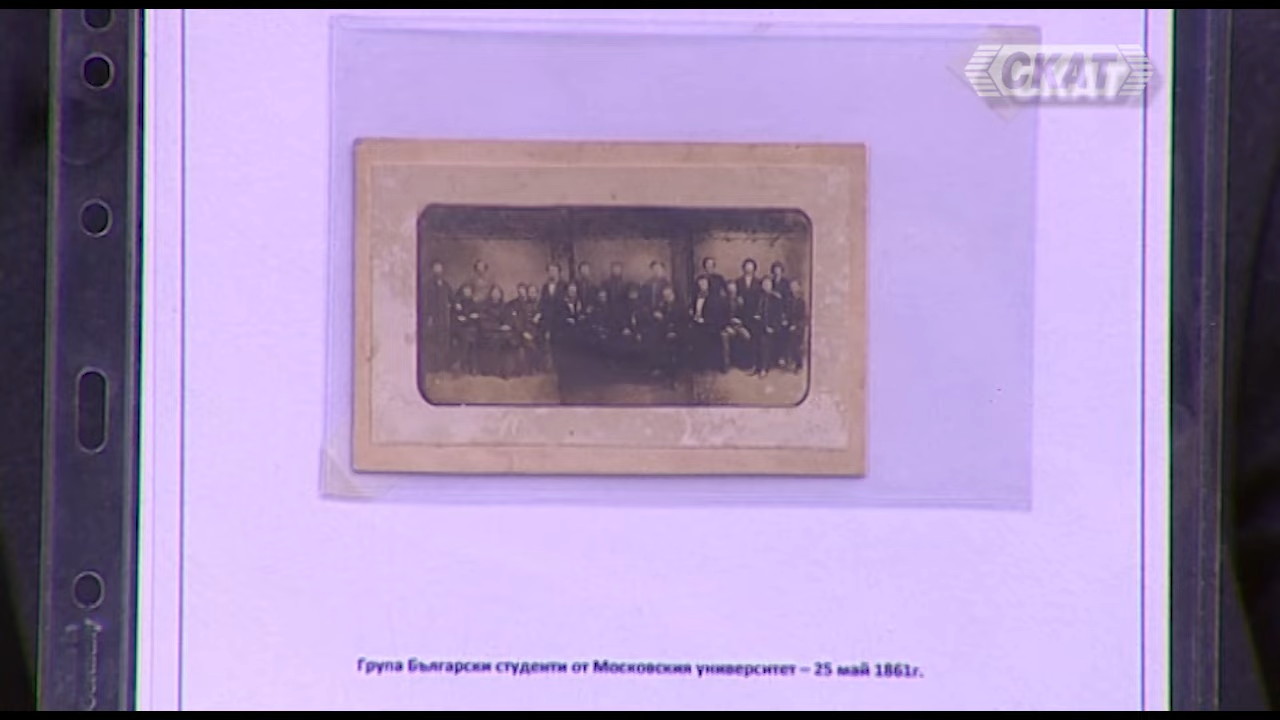 СКАТ
Група Български студенти от Московския университет – 25 май 1861г.